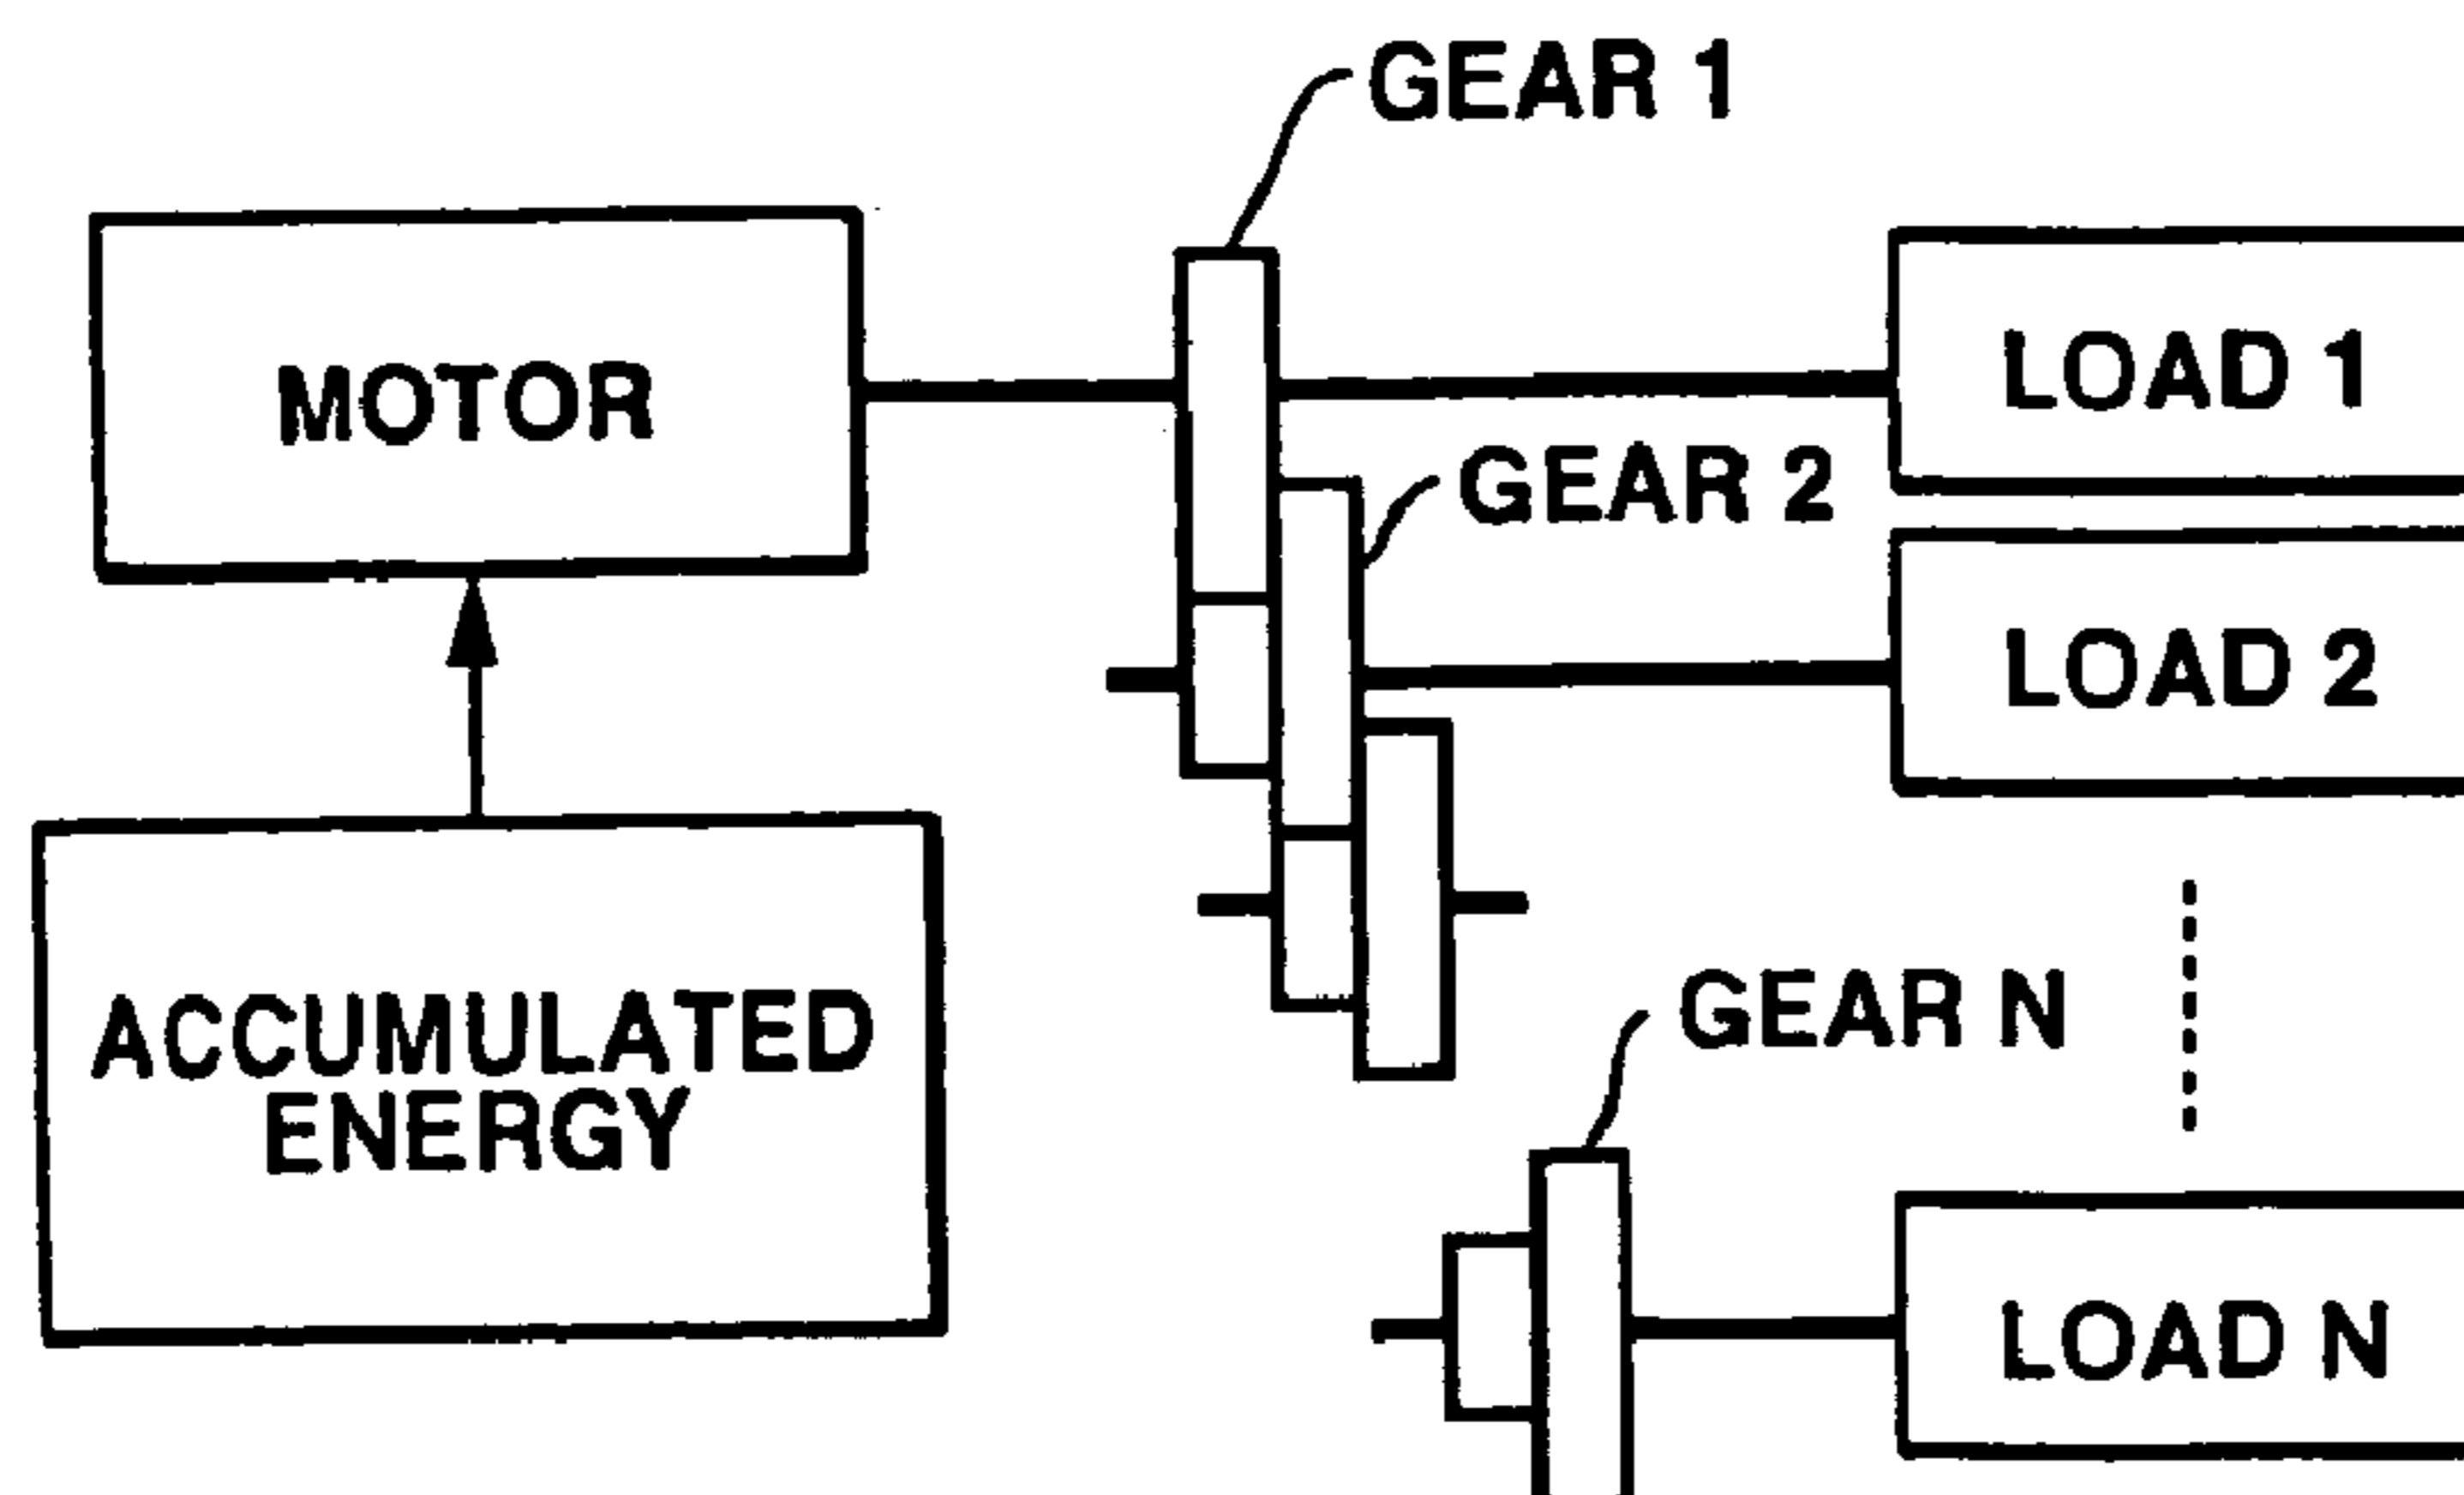 GEAR 1
MOTOR
LOAD 1
GEAR 2
LOAD 2
ACCUMULATED
ENERGY
GEAR N
LOAD N